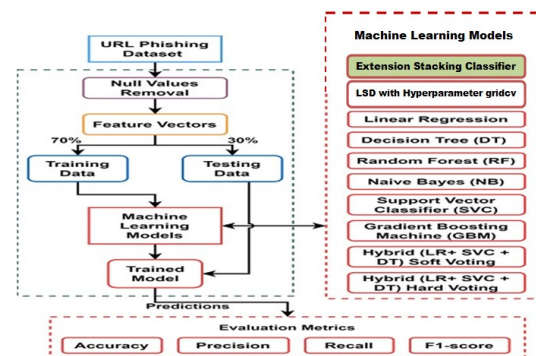 URL Phishing
Dataset
Null Values
Removal
Feature Vectors
70%
30%
Training
Data
Testing
Data
Machine
Learning
Models
Trained
Model
Predictions
Machine Learning Models
Extension Stacking Classifier
LSD with Hyperparameter gridcv
Linear Regression
Decision Tree (DT)
Random Forest (RF)
Naive Bayes (NB)
Support Vector
Classifier (SVC)
Gradient Boosting
Machine (GBM)
Hybrid (LR+ SVC +
DT) Soft Voting
Hybrid (LR+ SVC +
DT) Hard Voting
Evaluation Metrics
Accuracy
Precision
Recall
F1-score